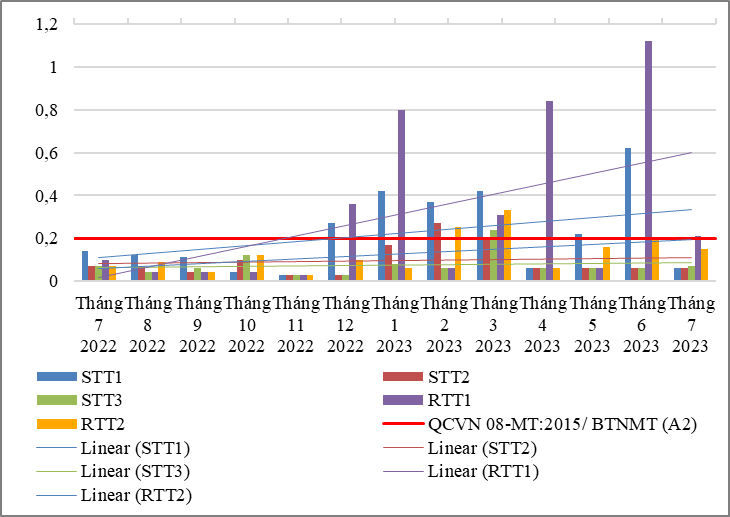 1,2
1
0,8
0,6
0,4
0,2
0
Tháng Tháng Tháng Tháng Tháng Tháng Tháng Tháng Tháng Tháng Tháng Tháng Tháng
7 8 9 10 11 12 1 2 3 4 5 6 7
2022 2022 2022 2022 2022 2022 2023 2023 2023 2023 2023 2023 2023
STT1 STT2
STT3 RTT1
RTT2 QCVN 08-MT:2015/ BTNMT (A2)
Linear (STT1) Linear (STT2)
Linear (STT3) Linear (RTT1)
Linear (RTT2)